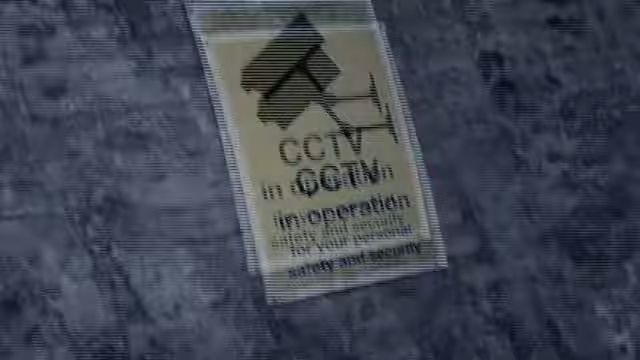 CCTV
in operation
for your personal
safety and security